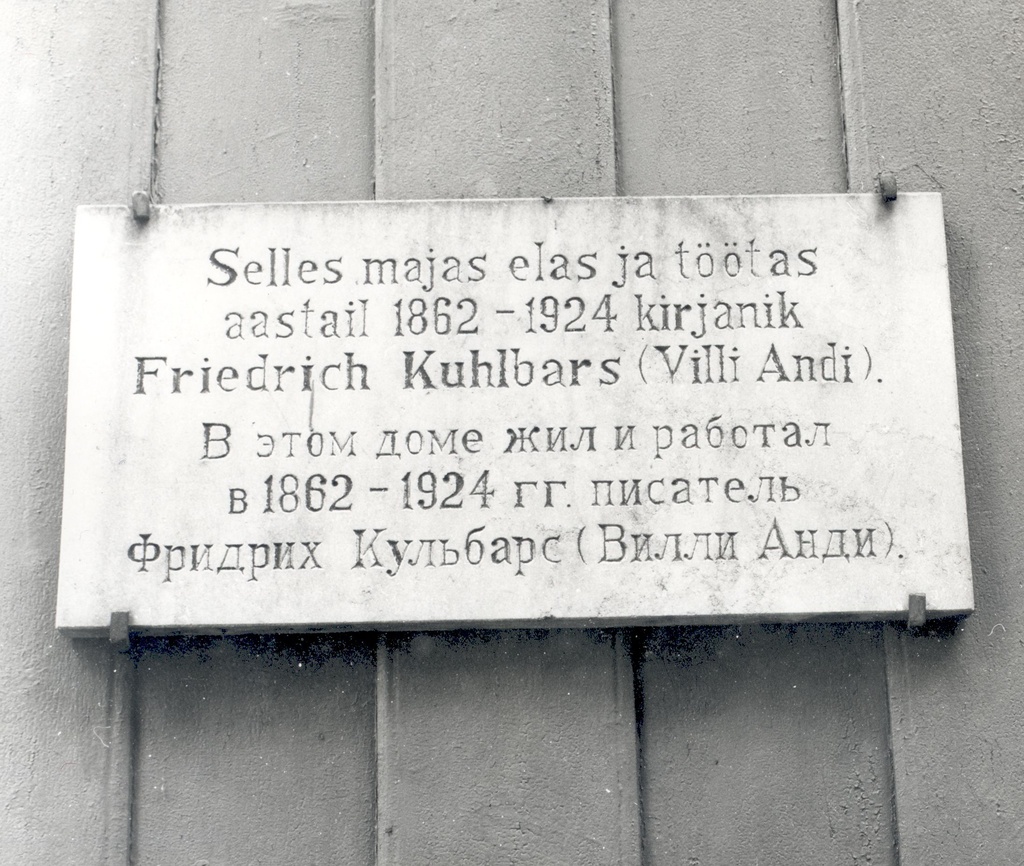 Selles majas elas ja töötas
aastail 1862 - 1924 kirjanik
Friedrich Kuhlbars (Villi Andi).
В этом доме жил и работал
в 1862 - 1924 гг. писатель
Фридрих Кульбарс (Вилли Анди).